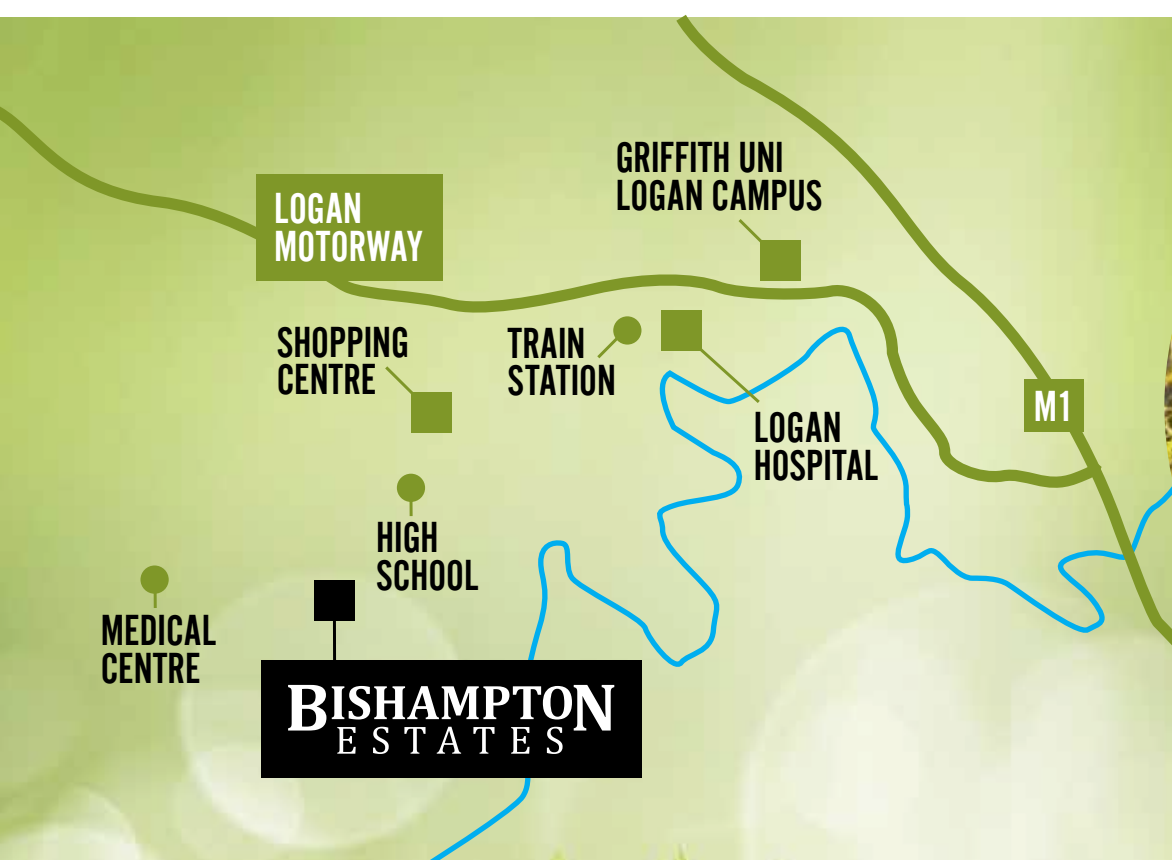 GRIFFITH UNI
LOGAN CAMPUS
LOGAN
MOTORWAY
SHOPPING
CENTRE
TRAIN
STATION
M1
LOGAN
HOSPITAL
HIGH
SCHOOL
MEDICAL
CENTRE
BISHAMPTON
ESTATES